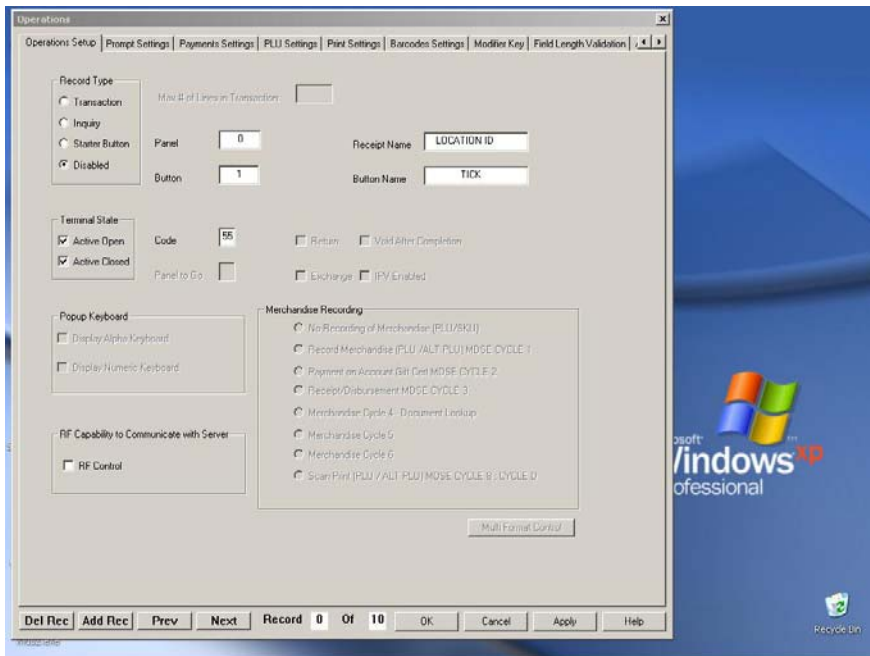 Operations
Operations Setup Prompt Settings Payments Settings PLU Settings Print Settings Barcodes Settings Modifier Key Field Length Validation
Record Type
Transaction
Inquiry
Starter Button
Disabled
Max # of Lines in Transaction
Panel 0
Button 1
Receipt Name LOCATION ID
Button Name TICK
Terminal State
Active Open
Active Closed
Code 55
Panel to Go
Return Void After Completion
Exchange IPV Enabled
Popup Keyboard
Display Alpha Keyboard
Display Numeric Keyboard
RF Capability to Communicate with Server
RF Control
Merchandise Recording
No Recording of Merchandise (PLU/SKU)
Record Merchandise (PLU /ALT PLU) MDSE CYCLE 1
Payment on Account Gift Cert MDSE CYCLE 2
Receipt/Disbursement MDSE CYCLE 3
Merchandise Cycle 4 - Document Lookup
Merchandise Cycle 5
Merchandise Cycle 6
Scan Print (PLU / ALT PLU) MDSE CYCLE 8 : CYCLE D
Multi Format Control
Del Rec Add Rec Prev Next Record 0 Of 10 OK Cancel Apply Help
osoft
Windows xp
ofessional
Recycle Bin